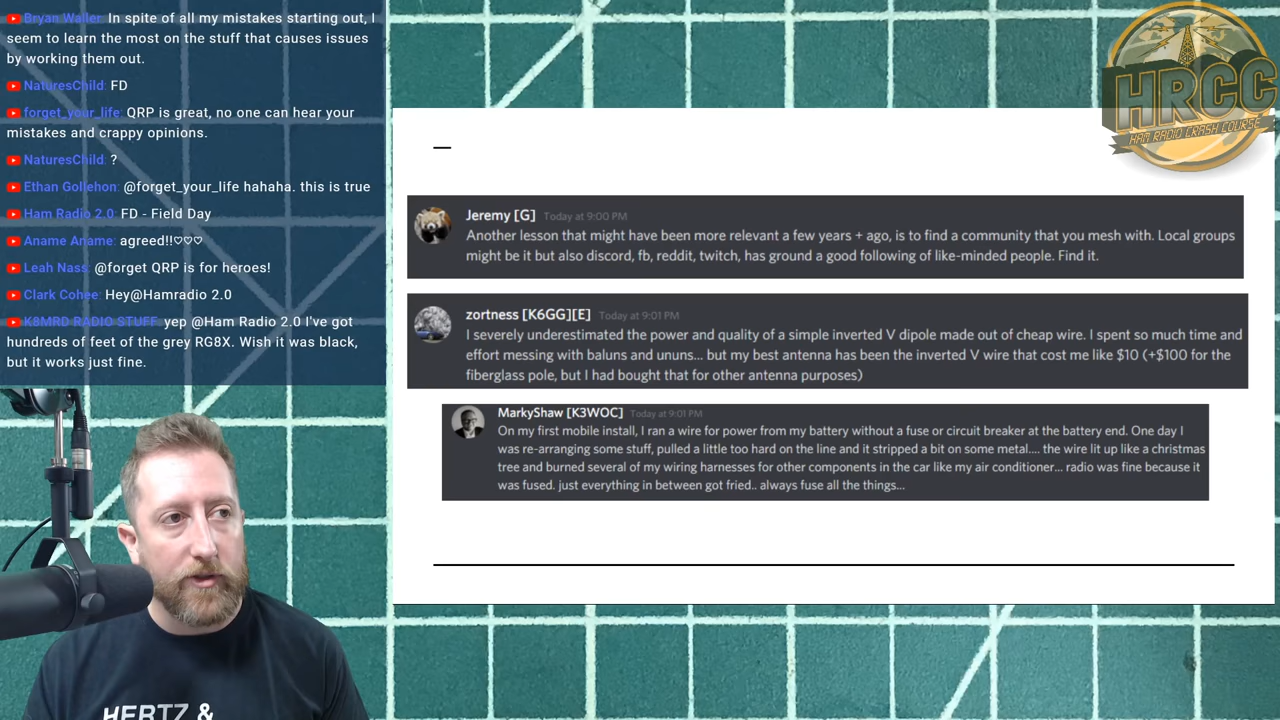 Bryan Waller: In spite of all my mistakes starting out, I
seem to learn the most on the stuff that causes issues
by working them out.
NaturesChild: FD
forget_your_life: QRP is great, no one can hear your
mistakes and crappy opinions.
NaturesChild: ?
Ethan Gollehon: @forget_your_life hahaha. this is true
Ham Radio 2.0: FD - Field Day
Aname Aname: agreed!!♡♡♡
Leah Nass: @forget QRP is for heroes!
Clark Cohee: Hey@Hamradio 2.0
K8MRD RADIO STUFF: yep @Ham Radio 2.0 I've got
hundreds of feet of the grey RG8X. Wish it was black,
but it works just fine.
HRCC
HAM RADIO CRASH COURSE
Jeremy [G] Today at 9:00 PM
Another lesson that might have been more relevant a few years + ago, is to find a community that you mesh with. Local groups
might be it but also discord, fb, reddit, twitch, has ground a good following of like-minded people. Find it.
zortness [K6GG][E] Today at 9:01 PM
I severely underestimated the power and quality of a simple inverted V dipole made out of cheap wire. I spent so much time and
effort messing with baluns and ununs... but my best antenna has been the inverted V wire that cost me like $10 (+$100 for the
fiberglass pole, but I had bought that for other antenna purposes)
MarkyShaw [K3WOC] Today at 9:01 PM
On my first mobile install, I ran a wire for power from my battery without a fuse or circuit breaker at the battery end. One day I
was re-arranging some stuff, pulled a little too hard on the line and it stripped a bit on some metal.... the wire lit up like a christmas
tree and burned several of my wiring harnesses for other components in the car like my air conditioner... radio was fine because it
was fused. just everything in between got fried.. always fuse all the things...
HERTZ &